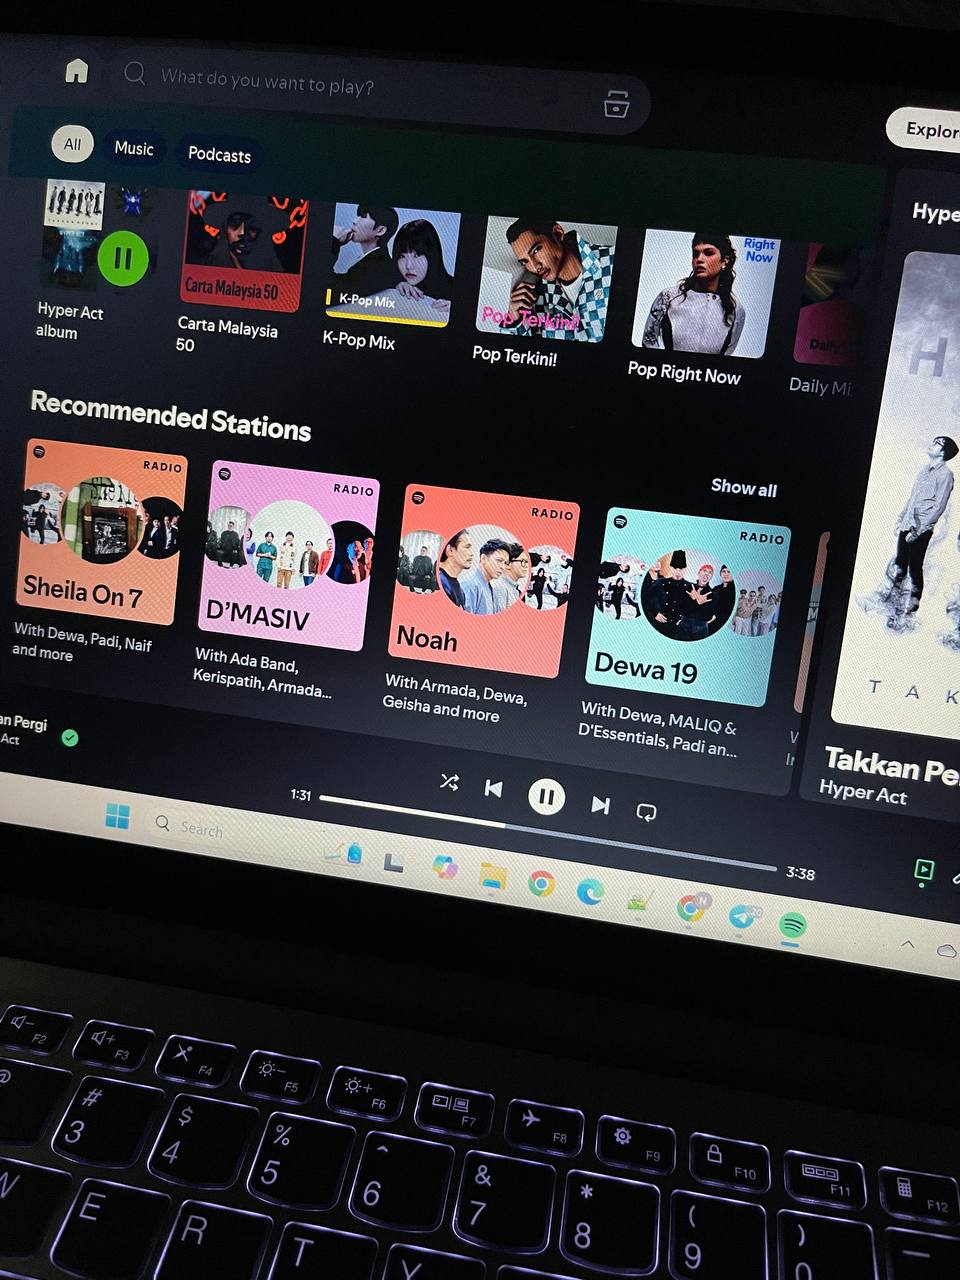 What do you want to play?
Explor
All
Music
Podcasts
Hype
Carta Malaysia 50
K-Pop Mix
Pop Terkini!
Right
Now
Hyper Act
album
Carta Malaysia
50
K-Pop Mix
Pop Terkini!
Pop Right Now
Daily Mi
H
Recommended Stations
Show all
RADIO
Sheila On 7
RADIO
D'MASIV
RADIO
Noah
RADIO
Dewa 19
With Dewa, Padi, Naif
and more
With Ada Band,
Kerispatih, Armada...
With Armada, Dewa,
Geisha and more
With Dewa, MALIQ &
D'Essentials, Padi an...
T A K
Takkan Pe
Hyper Act
an Pergi
Act
1:31
3:38
Search
F2
F3
F4
F5
F6
F7
F8
F9
F10
F11
F12
@
#
3
$
4
%
5
^
6
&
7
*
8
(
9
)
0
W
E
R
T
Y